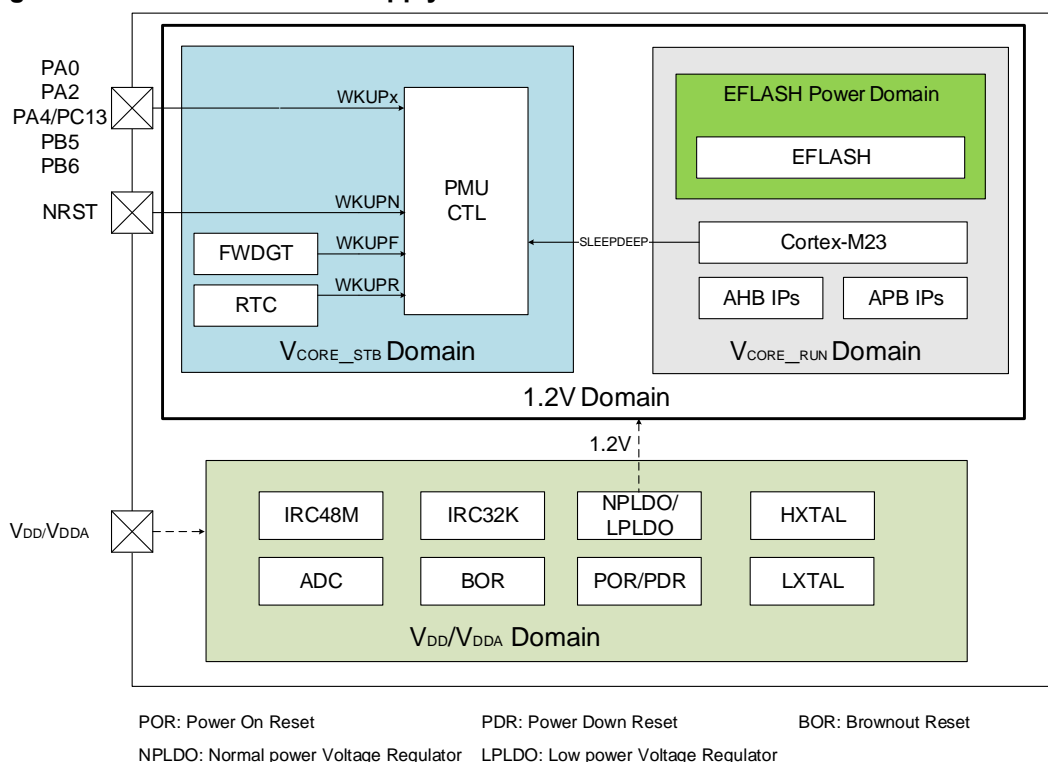 PA0
PA2
PA4/PC13
PB5
PB6
NRST
WKUPx
WKUPN
WKUPF
WKUPR
FWDGT
RTC
PMU
CTL
VCORE_STB Domain
SLEEPDEEP
EFLASH Power Domain
EFLASH
Cortex-M23
AHB IPs
APB IPs
VCORE_RUN Domain
1.2V Domain
1.2V
VDD/VDDA
IRC48M
IRC32K
NPLDO/
LPLDO
HXTAL
ADC
BOR
POR/PDR
LXTAL
VDD/VDDA Domain
POR: Power On Reset
PDR: Power Down Reset
BOR: Brownout Reset
NPLDO: Normal power Voltage Regulator
LPLDO: Low power Voltage Regulator